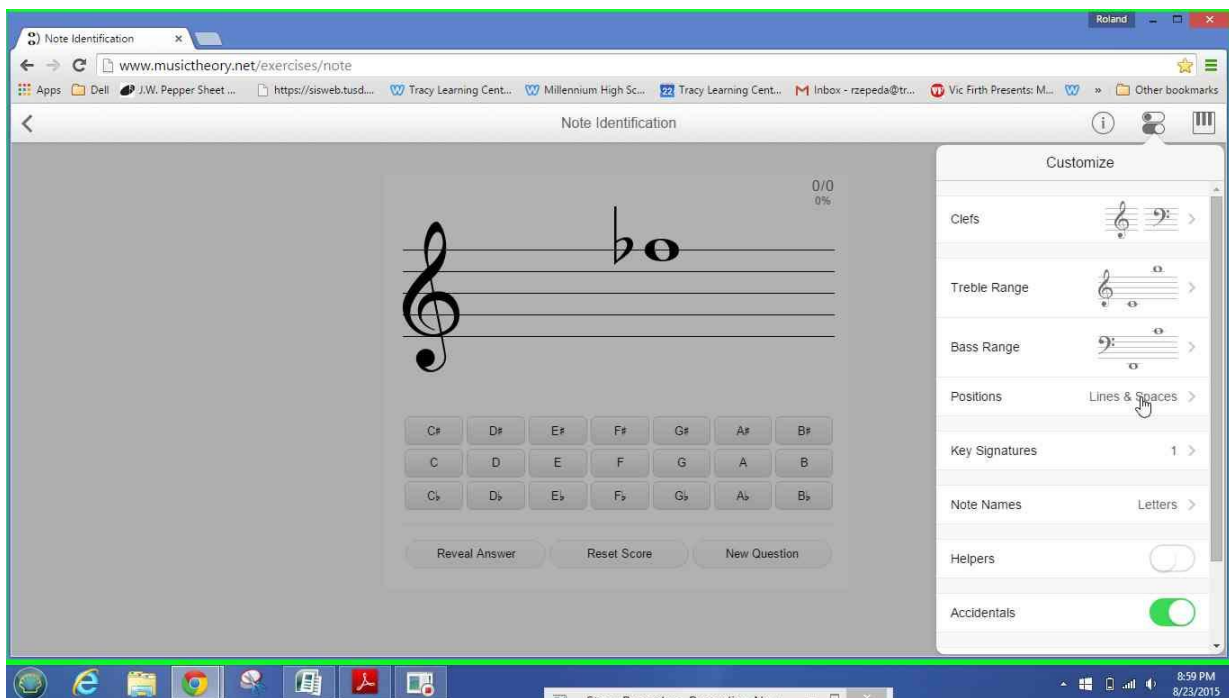 Roland
Note Identification
www.musictheory.net/exercises/note
Apps Dell J.W. Pepper Sheet ... https://sisweb.tusd.... Tracy Learning Cent... Millennium High Sc... Tracy Learning Cent... Inbox - rzepeda@tr... Vic Firth Presents: M... » Other bookmarks
Note Identification
Customize
0/0
0%
Clefs
Treble Range
Bass Range
Positions Lines & Spaces
Key Signatures 1
Note Names Letters
Helpers
Accidentals
C♯ D♯ E♯ F♯ G♯ A♯ B♯
C D E F G A B
C♭ D♭ E♭ F♭ G♭ A♭ B♭
Reveal Answer Reset Score New Question
8:59 PM
8/23/2015